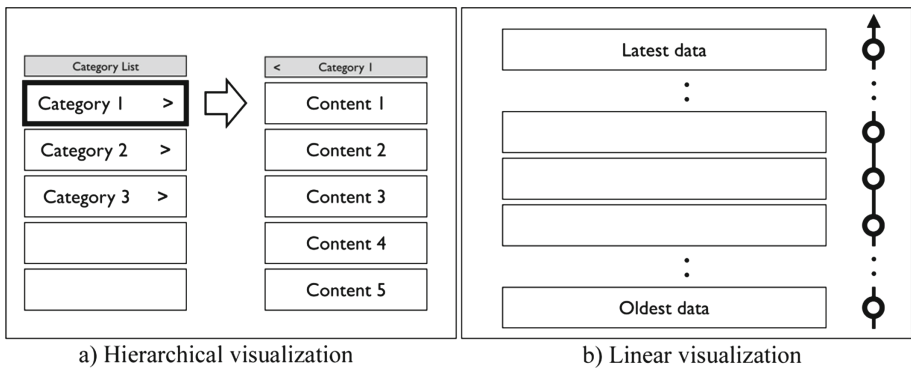 Category List
Category 1 >
Category 2 >
Category 3 >
< Category 1
Content 1
Content 2
Content 3
Content 4
Content 5
a) Hierarchical visualization
Latest data
Oldest data
b) Linear visualization